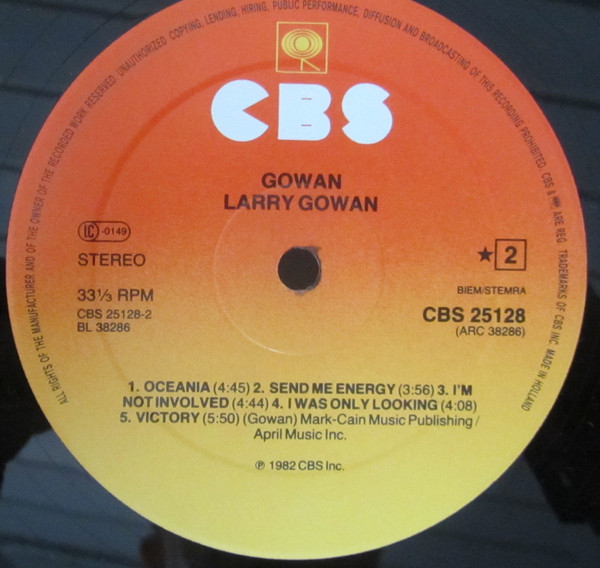 ALL RIGHTS OF THE MANUFACTURER AND OF THE OWNER OF THE RECORDED WORK RESERVED. UNAUTHORIZED COPYING, LENDING, HIRING, PUBLIC PERFORMANCE, DIFFUSION AND BROADCASTING OF THIS RECORDING PROHIBITED. CBS & ARE REG. TRADEMARKS OF CBS INC. MADE IN HOLLAND
CBS
GOWAN
LARRY GOWAN
LC -0149
STEREO
★ 2
33⅓ RPM
CBS 25128-2
BL 38286
BIEM/STEMRA
CBS 25128
(ARC 38286)
1. OCEANIA (4:45) 2. SEND ME ENERGY (3:56) 3. I'M
NOT INVOLVED (4:44) 4. I WAS ONLY LOOKING (4:08)
5. VICTORY (5:50) (Gowan) Mark-Cain Music Publishing/
April Music Inc.
℗ 1982 CBS Inc.